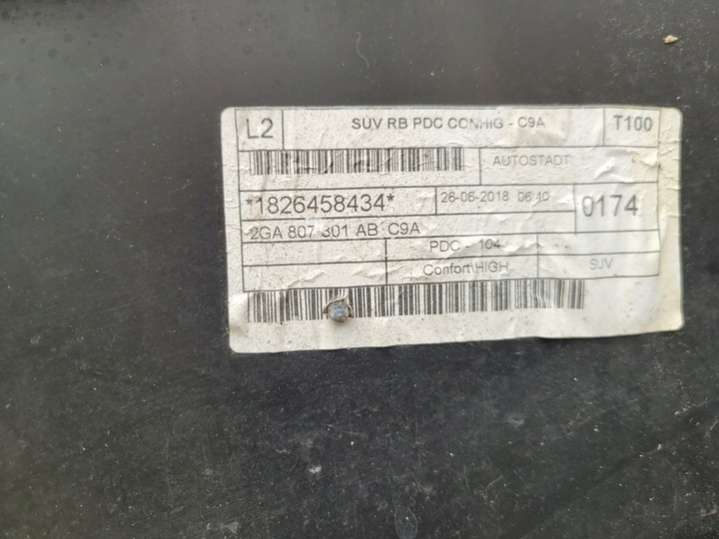 L2 SUV RB PDC CONHIG - C9A T100
AUTOSTADT
*1826458434* 26-06-2018 06:40 0174
2GA 807 301 AB C9A
PDC - 104
Confort HIGH SUV